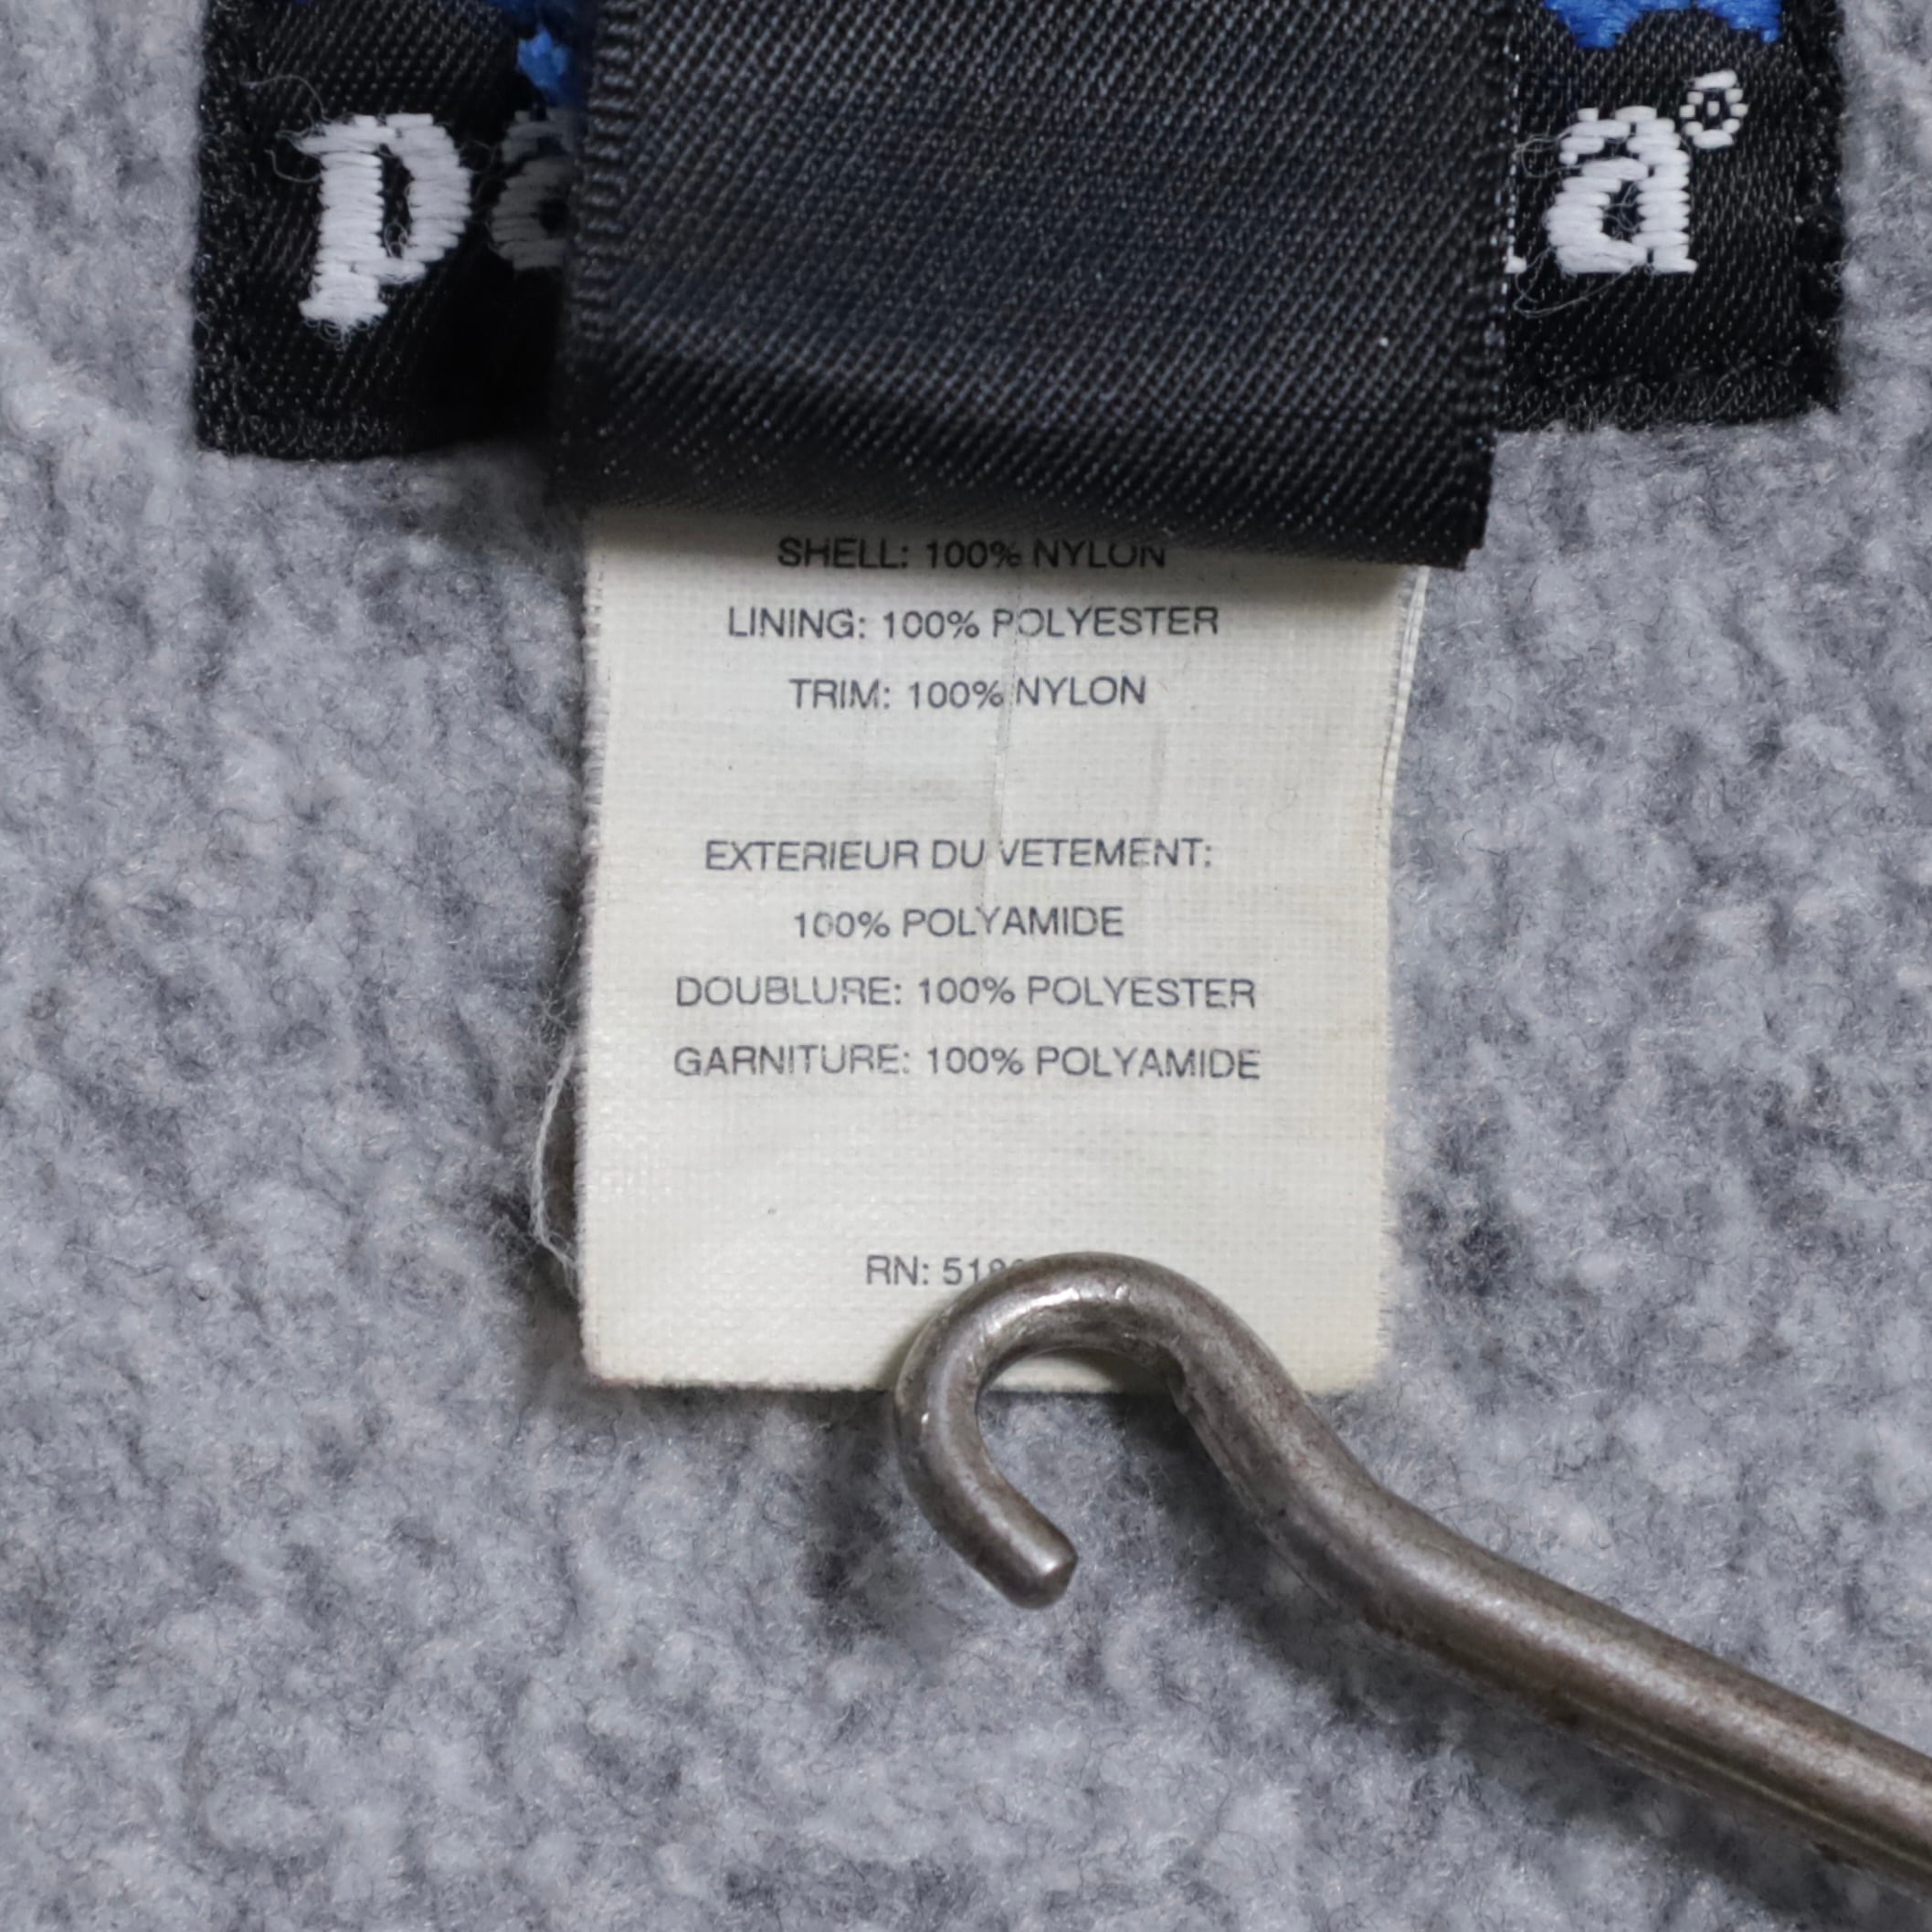 SHELL: 100% NYLON
LINING: 100% POLYESTER
TRIM: 100% NYLON
EXTERIEUR DU VETEMENT:
100% POLYAMIDE
DOUBLURE: 100% POLYESTER
GARNITURE: 100% POLYAMIDE
RN: